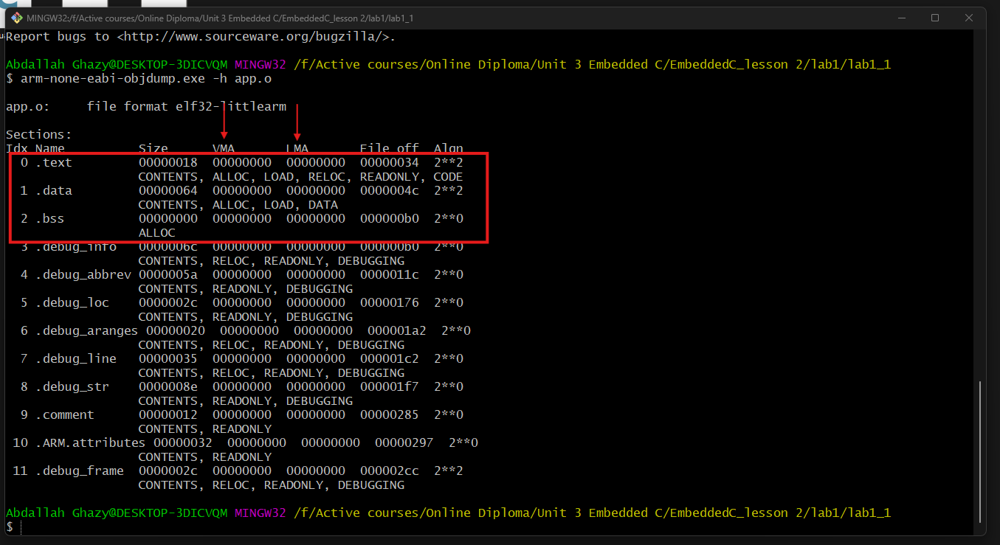 MINGW32:/f/Active courses/Online Diploma/Unit 3 Embedded C/EmbeddedC_lesson 2/lab1/lab1_1
Report bugs to <http://www.sourceware.org/bugzilla/>.
Abdallah Ghazy@DESKTOP-3DICVQM MINGW32 /f/Active courses/Online Diploma/Unit 3 Embedded C/EmbeddedC_lesson 2/lab1/lab1_1
$ arm-none-eabi-objdump.exe -h app.o
app.o:     file format elf32-littlearm
Sections:
Idx Name          Size      VMA       LMA       File off  Algn
  0 .text         00000018  00000000  00000000  00000034  2**2
                  CONTENTS, ALLOC, LOAD, RELOC, READONLY, CODE
  1 .data         00000064  00000000  00000000  0000004c  2**2
                  CONTENTS, ALLOC, LOAD, DATA
  2 .bss          00000000  00000000  00000000  000000b0  2**0
                  ALLOC
  3 .debug_info   0000006c  00000000  00000000  000000b0  2**0
                  CONTENTS, RELOC, READONLY, DEBUGGING
  4 .debug_abbrev 0000005a  00000000  00000000  0000011c  2**0
                  CONTENTS, READONLY, DEBUGGING
  5 .debug_loc    0000002c  00000000  00000000  00000176  2**0
                  CONTENTS, READONLY, DEBUGGING
  6 .debug_aranges 00000020  00000000  00000000  000001a2  2**0
                  CONTENTS, RELOC, READONLY, DEBUGGING
  7 .debug_line   00000035  00000000  00000000  000001c2  2**0
                  CONTENTS, RELOC, READONLY, DEBUGGING
  8 .debug_str    0000008e  00000000  00000000  000001f7  2**0
                  CONTENTS, READONLY, DEBUGGING
  9 .comment      00000012  00000000  00000000  00000285  2**0
                  CONTENTS, READONLY
 10 .ARM.attributes 00000032  00000000  00000000  00000297  2**0
                  CONTENTS, READONLY
 11 .debug_frame  0000002c  00000000  00000000  000002cc  2**2
                  CONTENTS, RELOC, READONLY, DEBUGGING
Abdallah Ghazy@DESKTOP-3DICVQM MINGW32 /f/Active courses/Online Diploma/Unit 3 Embedded C/EmbeddedC_lesson 2/lab1/lab1_1
$